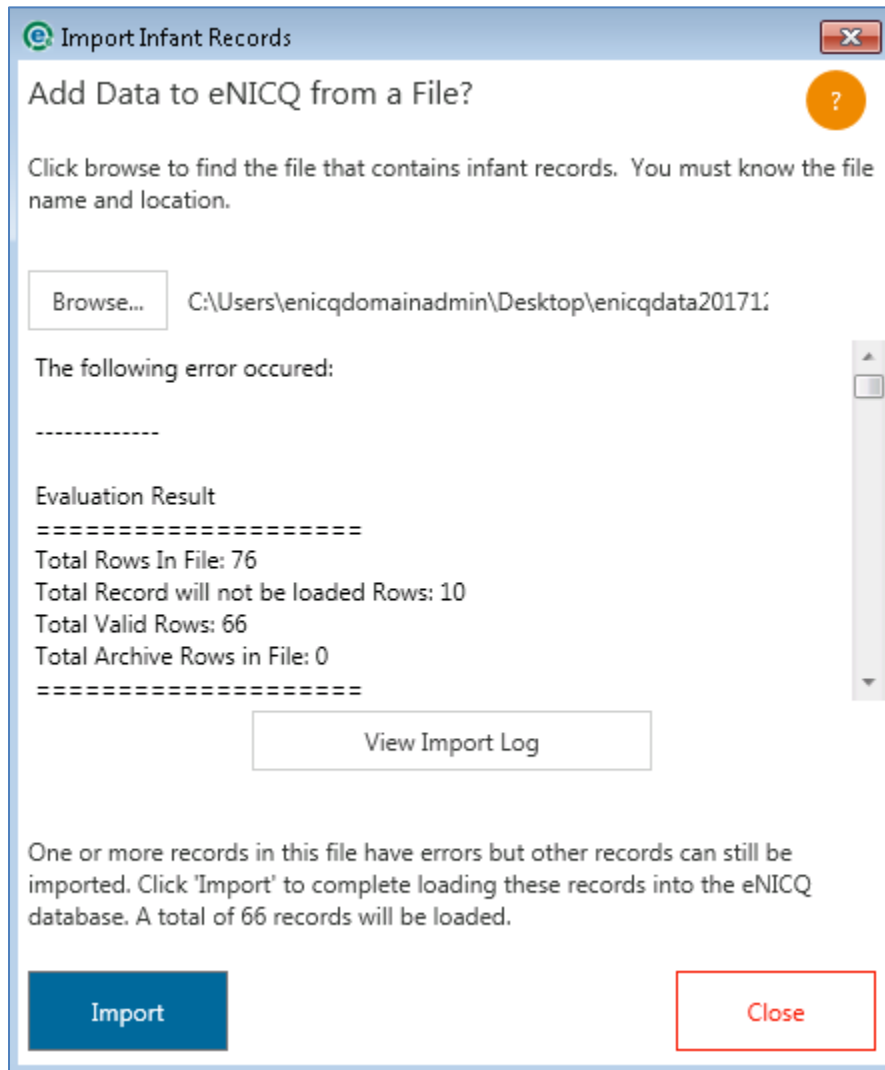 Import Infant Records
Add Data to eNICQ from a File?
?
Click browse to find the file that contains infant records.  You must know the file
name and location.
Browse...
C:\Users\enicqdomainadmin\Desktop\enicqdata201712
The following error occured:
-------------
Evaluation Result
====================
Total Rows In File: 76
Total Record will not be loaded Rows: 10
Total Valid Rows: 66
Total Archive Rows in File: 0
====================
View Import Log
One or more records in this file have errors but other records can still be
imported. Click 'Import' to complete loading these records into the eNICQ
database. A total of 66 records will be loaded.
Import
Close